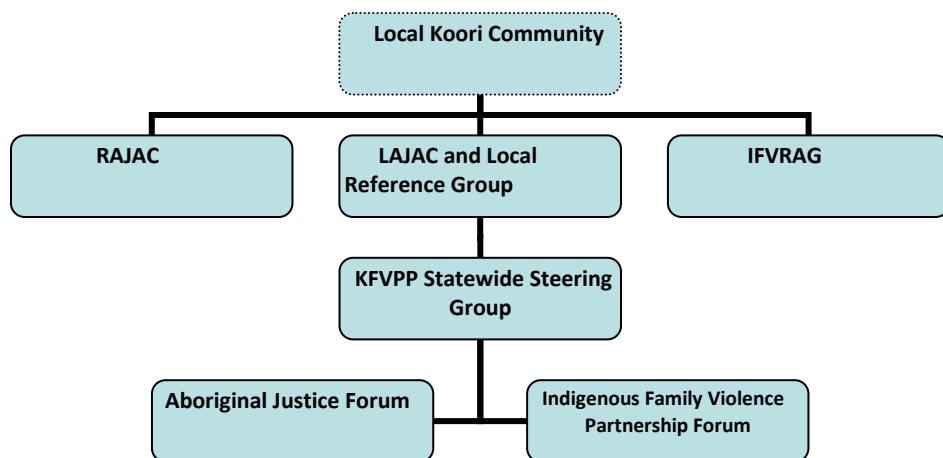 Local Koori Community
RAJAC
LAJAC and Local
Reference Group
IFVRAG
KFVPP Statewide Steering
Group
Aboriginal Justice Forum
Indigenous Family Violence
Partnership Forum